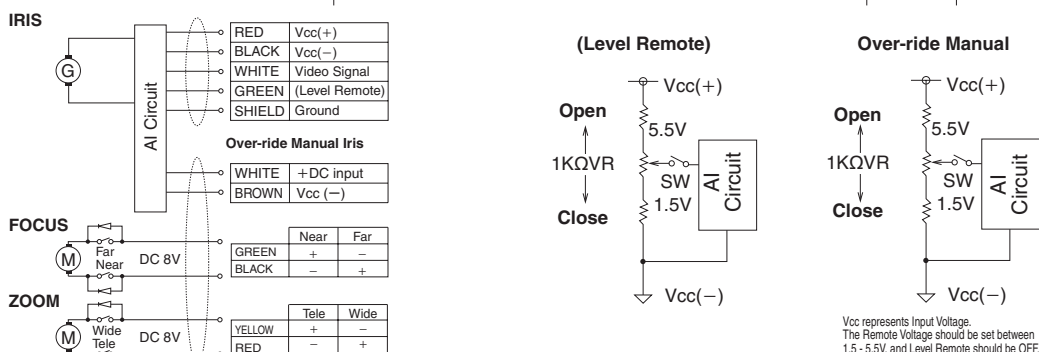 IRIS
G
AI Circuit
RED Vcc(+)
BLACK Vcc(−)
WHITE Video Signal
GREEN (Level Remote)
SHIELD Ground
Over-ride Manual Iris
WHITE +DC input
BROWN Vcc (−)
FOCUS
M
Far
Near
DC 8V
Near Far
GREEN + −
BLACK − +
ZOOM
M
Wide
Tele
DC 8V
Tele Wide
YELLOW + −
RED − +
(Level Remote)
Vcc(+)
Open
5.5V
1KΩVR
SW
1.5V
AI
Circuit
Close
Vcc(−)
Over-ride Manual
Vcc(+)
Open
5.5V
1KΩVR
SW
1.5V
AI
Circuit
Close
Vcc(−)
Vcc represents Input Voltage.
The Remote Voltage should be set between
1.5 - 5.5V, and Level Remote should be OFF.